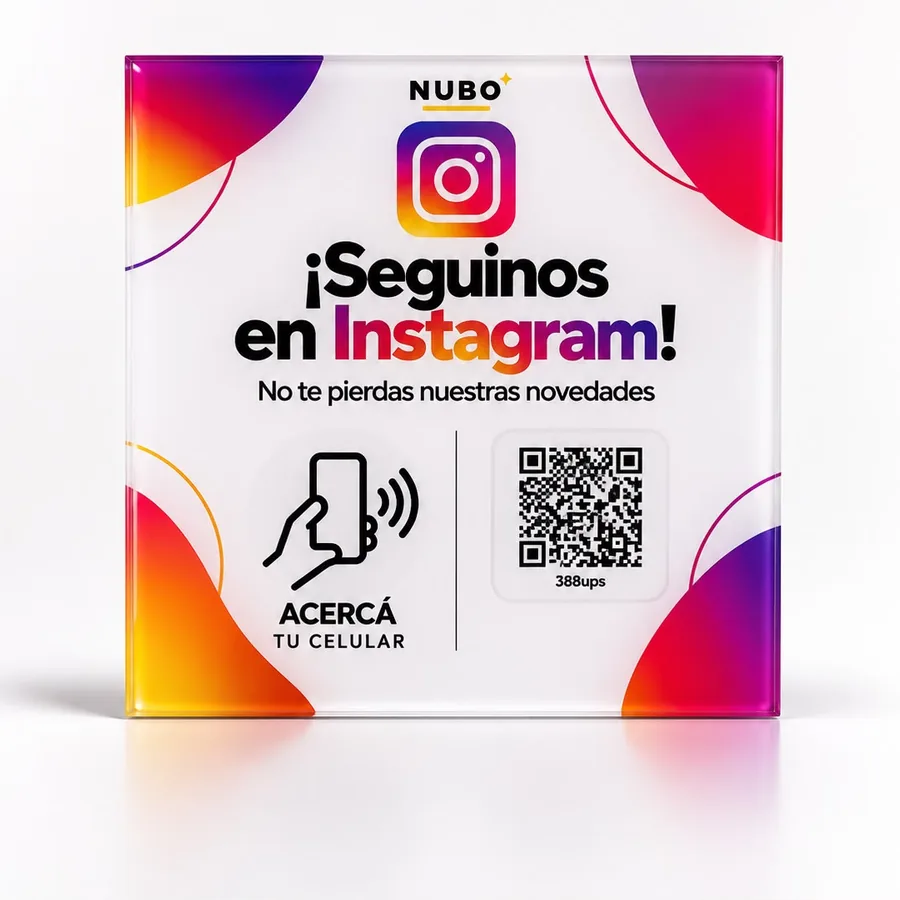 NUBO
¡Seguinos
en Instagram!
No te pierdas nuestras novedades
ACERCÁ
TU CELULAR
388ups